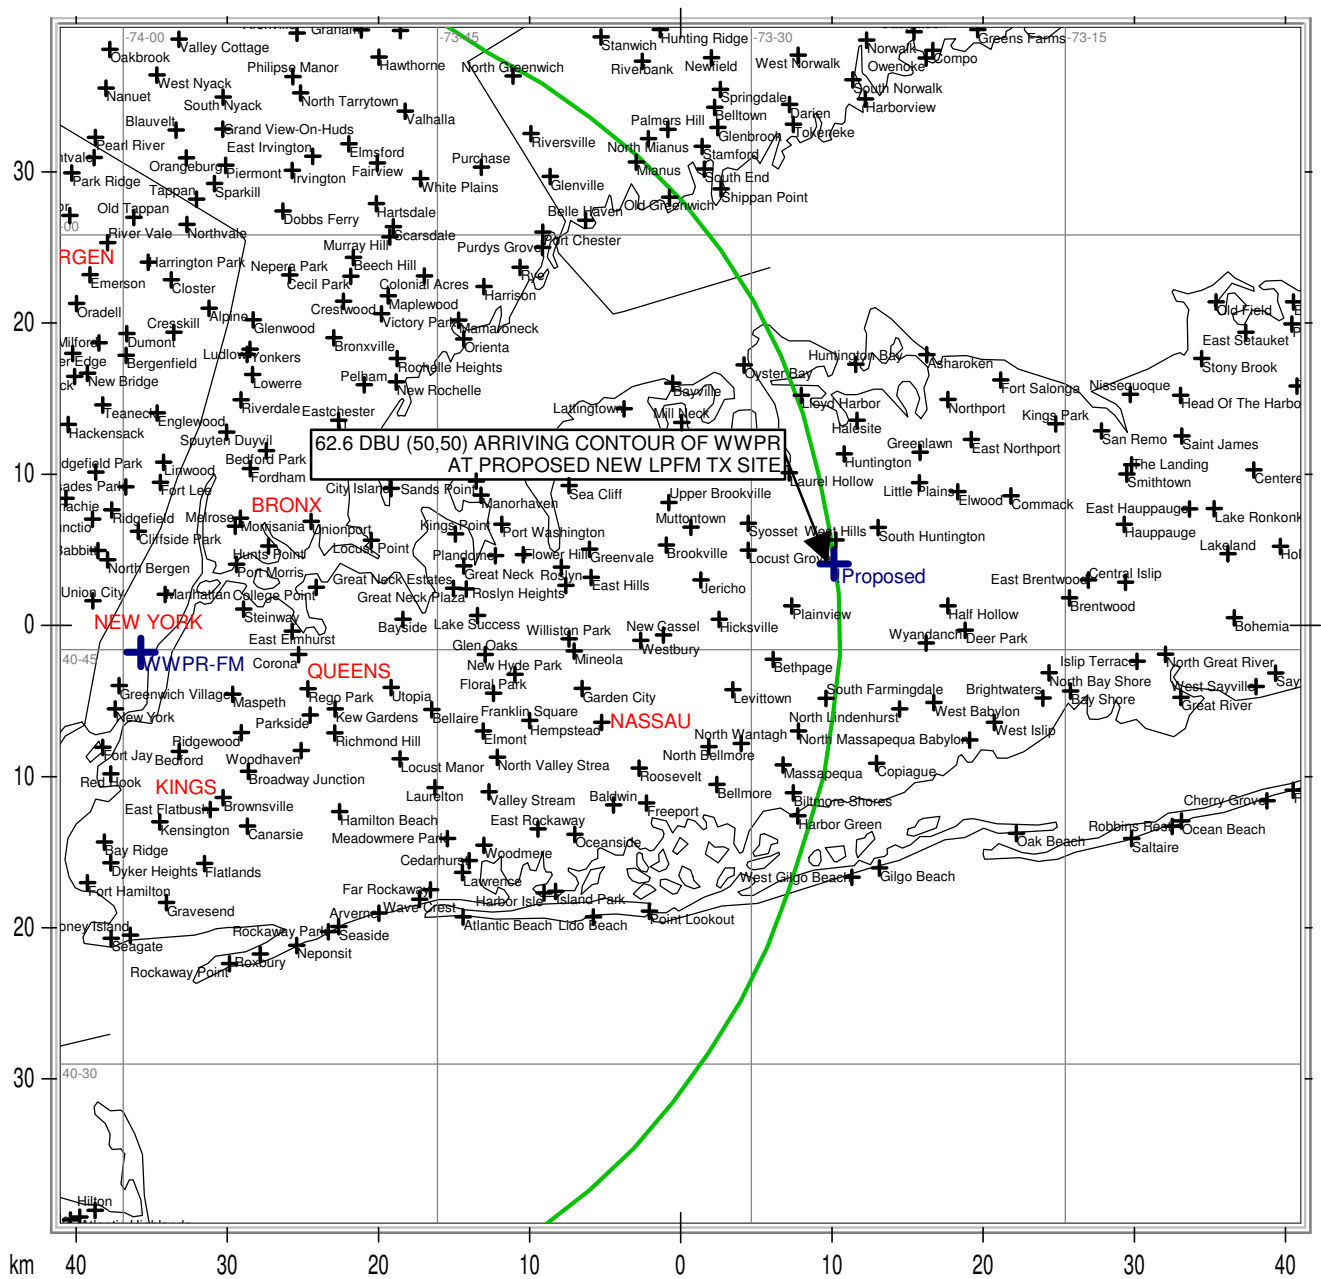 -74-00
-73-45
-73-30
-73-15
Graham
Hunting Ridge
Greens Farms
Oakbrook
Valley Cottage
Stanwich
Norwalk
Hawthorne
Riverbank
Newfield
West Norwalk
Owenoke
Compo
Philipse Manor
North Greenwich
West Nyack
South Norwalk
Nanuet
South Nyack
North Tarrytown
Springdale
Harborview
Valhalla
Belltown
Darien
Blauvelt
Grand View-On-Huds
Palmers Hill
Glenbrook
Tokeneke
Pearl River
East Irvington
Elmsford
Riversville
North Mianus
Stamford
30
Orangeburg
Piermont
Irvington
Fairview
Purchase
Mianus
South End
Park Ridge
Sparkill
White Plains
Glenville
Shippan Point
Tappan
Old Tappan
Dobbs Ferry
Hartsdale
Belle Haven
Old Greenwich
River Vale
Northvale
Scarsdale
Port Chester
Murray Hill
Purdys Grove
RGEN
Harrington Park
Nepera Park
Beech Hill
Rye
Emerson
Closter
Cecil Park
Colonial Acres
Harrison
Oradell
Alpine
Crestwood
Maplewood
Old Field
20
Cresskill
Glenwood
Victory Park
Mamaroneck
Milford
Dumont
Bronxville
Orienta
East Setauket
er Edge
Bergenfield
Ludlow
Yonkers
Rochelle Heights
Huntington Bay
Asharoken
Stony Brook
New Bridge
Lowerre
Pelham
New Rochelle
Bayville
Oyster Bay
Fort Salonga
Nissequoque
Teaneck
Englewood
Riverdale
Eastchester
Lattingtown
Mill Neck
Lloyd Harbor
Northport
Kings Park
Head Of The Harbo
Hackensack
Spuyten Duyvil
Halesite
Greenlawn
East Northport
San Remo
Saint James
62.6 DBU (50,50) ARRIVING CONTOUR OF WWPR
AT PROPOSED NEW LPFM TX SITE
10
dgefield Park
Linwood
Bedford Park
Fordham
Huntington
The Landing
Smithtown
Centere
ades Park
Fort Lee
City Island
Sands Point
Sea Cliff
Laurel Hollow
Little Plains
Elwood
Commack
BRONX
Manorhaven
Upper Brookville
East Hauppauge
Lake Ronkonk
Ridgefield
Melrose
Morrisania
Unionport
Kings Point
Port Washington
Muttontown
Syosset
West Hills
South Huntington
Hauppauge
Cliffside Park
Hunts Point
Locust Point
Plandome
Flower Hill
Greenvale
Brookville
Locust Grove
Lakeland
North Bergen
Port Morris
Great Neck
Roslyn
Proposed
Union City
Manhattan
College Point
Great Neck Estates
Great Neck Plaza
Roslyn Heights
East Hills
Jericho
East Brentwood
Central Islip
Brentwood
NEW YORK
Steinway
Bayside
Lake Success
Hicksville
Plainview
Half Hollow
Bohemia
0
East Elmhurst
Williston Park
New Cassel
Westbury
Wyandanch
Deer Park
40-45
WWPR-FM
Corona
Glen Oaks
Mineola
Bethpage
Islip Terrace
North Great River
QUEENS
New Hyde Park
Floral Park
North Bay Shore
Greenwich Village
Maspeth
Rego Park
Utopia
Garden City
Levittown
South Farmingdale
Brightwaters
Bay Shore
West Sayville
Great River
New York
Parkside
Kew Gardens
Bellaire
Franklin Square
Hempstead
NASSAU
North Lindenhurst
West Babylon
West Islip
Ridgewood
Richmond Hill
Elmont
North Wantagh
North Massapequa
Babylon
Fort Jay
Bedford
Woodhaven
Locust Manor
North Valley Strea
North Bellmore
10
Red Hook
Broadway Junction
Roosevelt
Massapequa
Copiague
KINGS
Brownsville
Laurelton
Valley Stream
Baldwin
Freeport
Bellmore
Biltmore Shores
Cherry Grove
East Flatbush
Kensington
Canarsie
Hamilton Beach
East Rockaway
Harbor Green
Bay Ridge
Meadowmere Park
Woodmere
Oceanside
Oak Beach
Robbins Rest
Ocean Beach
Saltaire
Dyker Heights
Flatlands
Cedarhurst
Lawrence
West Gilgo Beach
Gilgo Beach
Fort Hamilton
Gravesend
Far Rockaway
Wave Crest
Harbor Isle
Island Park
Arverne
Atlantic Beach
Lido Beach
Point Lookout
20
oney Island
Seagate
Rockaway Park
Seaside
Neponsit
Rockaway Point
Roxbury
40-30
30
Hilton
km
40
30
20
10
0
10
20
30
40